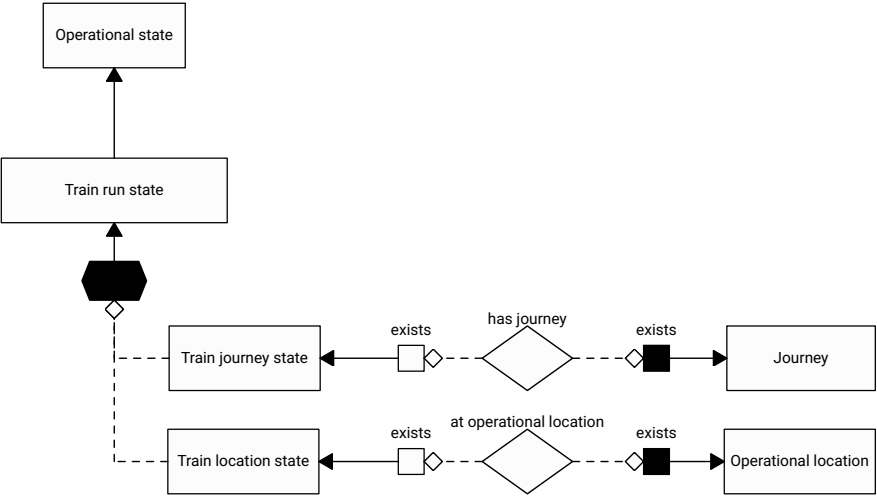 Operational state
Train run state
has journey
exists
exists
Train journey state
Journey
at operational location
exists
exists
Train location state
Operational location